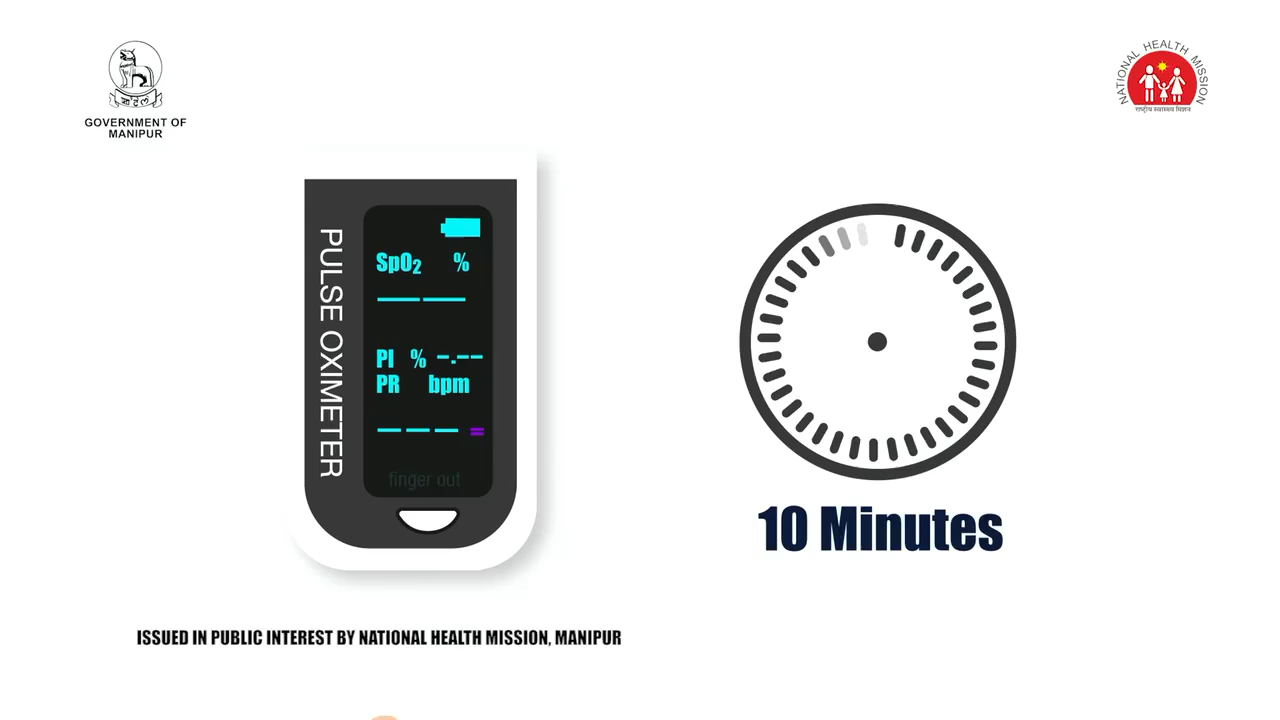 GOVERNMENT OF
MANIPUR
NATIONAL HEALTH MISSION
राष्ट्रीय स्वास्थ्य मिशन
PULSE OXIMETER
SpO₂ %
PI % -.--
PR bpm
finger out
10 Minutes
ISSUED IN PUBLIC INTEREST BY NATIONAL HEALTH MISSION, MANIPUR